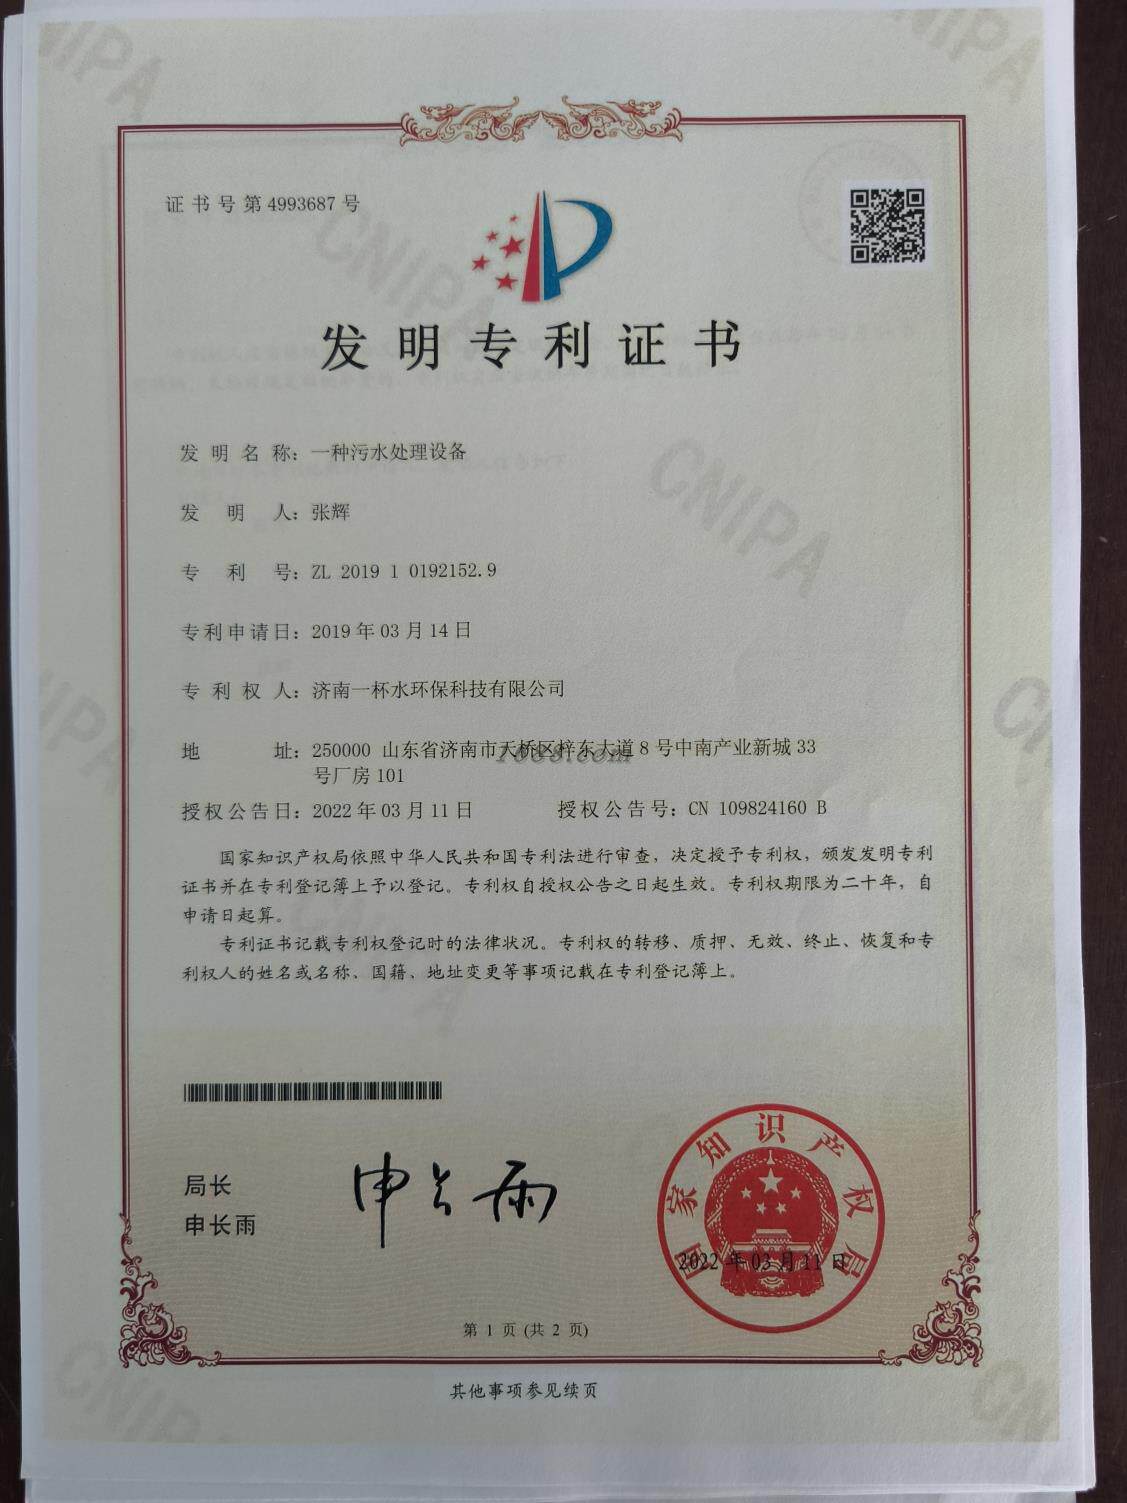 证书号第4993687号
发明专利证书
发明名称：一种污水处理设备
发明人：张辉
专利号：ZL 2019 1 0192152.9
专利申请日：2019年03月14日
专利权人：济南一杯水环保科技有限公司
地址：250000 山东省济南市天桥区梓东大道8号中南产业新城33
号厂房101
1688.com
授权公告日：2022年03月11日 授权公告号：CN 109824160 B
国家知识产权局依照中华人民共和国专利法进行审查，决定授予专利权，颁发发明专利
证书并在专利登记簿上予以登记。专利权自授权公告之日起生效。专利权期限为二十年，自
申请日起算。
专利证书记载专利权登记时的法律状况。专利权的转移、质押、无效、终止、恢复和专
利权人的姓名或名称、国籍、地址变更等事项记载在专利登记簿上。
局长
申长雨
申长雨
国家知识产权局
2022年03月11日
第 1 页 (共 2 页)
其他事项参见续页
CNIPA
CNIPA
CNIPA
CNIPA